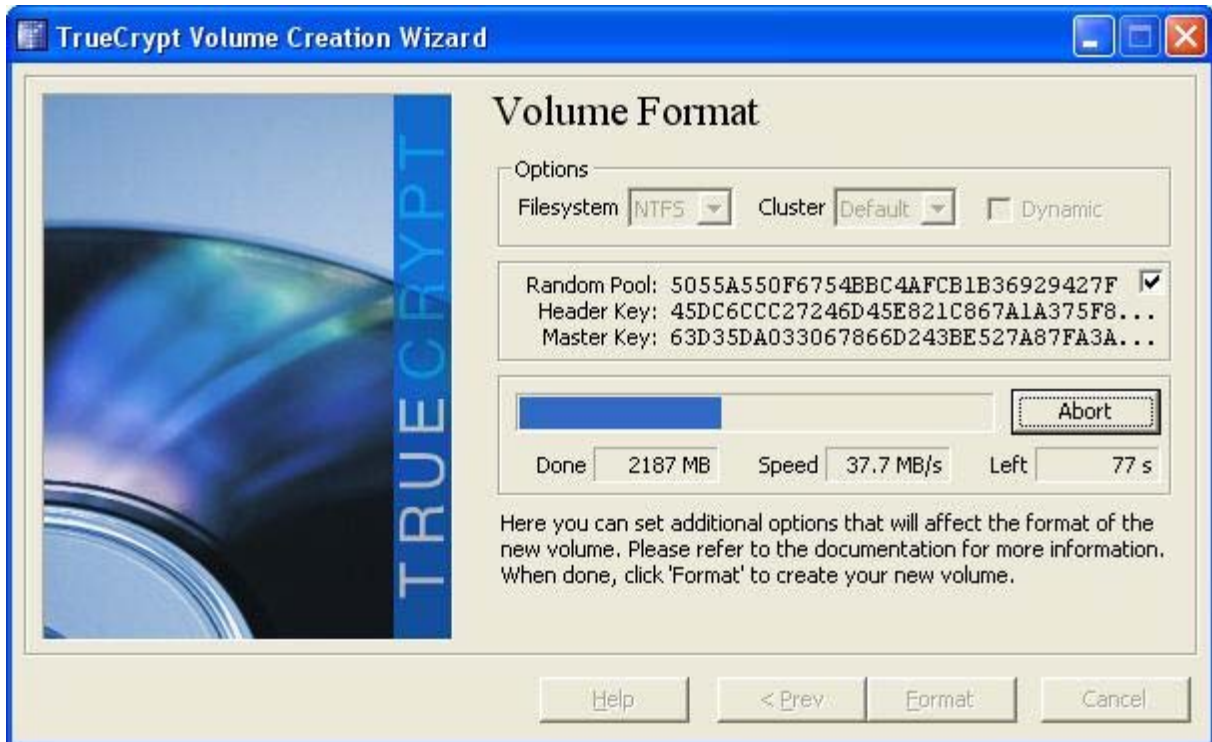 TrueCrypt Volume Creation Wizard
TRUECRYPT
Volume Format
Options
Filesystem NTFS Cluster Default Dynamic
Random Pool: 5055A550F6754BBC4AFCB1B36929427F
Header Key: 45DC6CCC27246D45E821C867A1A375F8...
Master Key: 63D35DA033067866D243BE527A87FA3A...
Abort
Done 2187 MB Speed 37.7 MB/s Left 77 s
Here you can set additional options that will affect the format of the
new volume. Please refer to the documentation for more information.
When done, click 'Format' to create your new volume.
Help < Prev Format Cancel